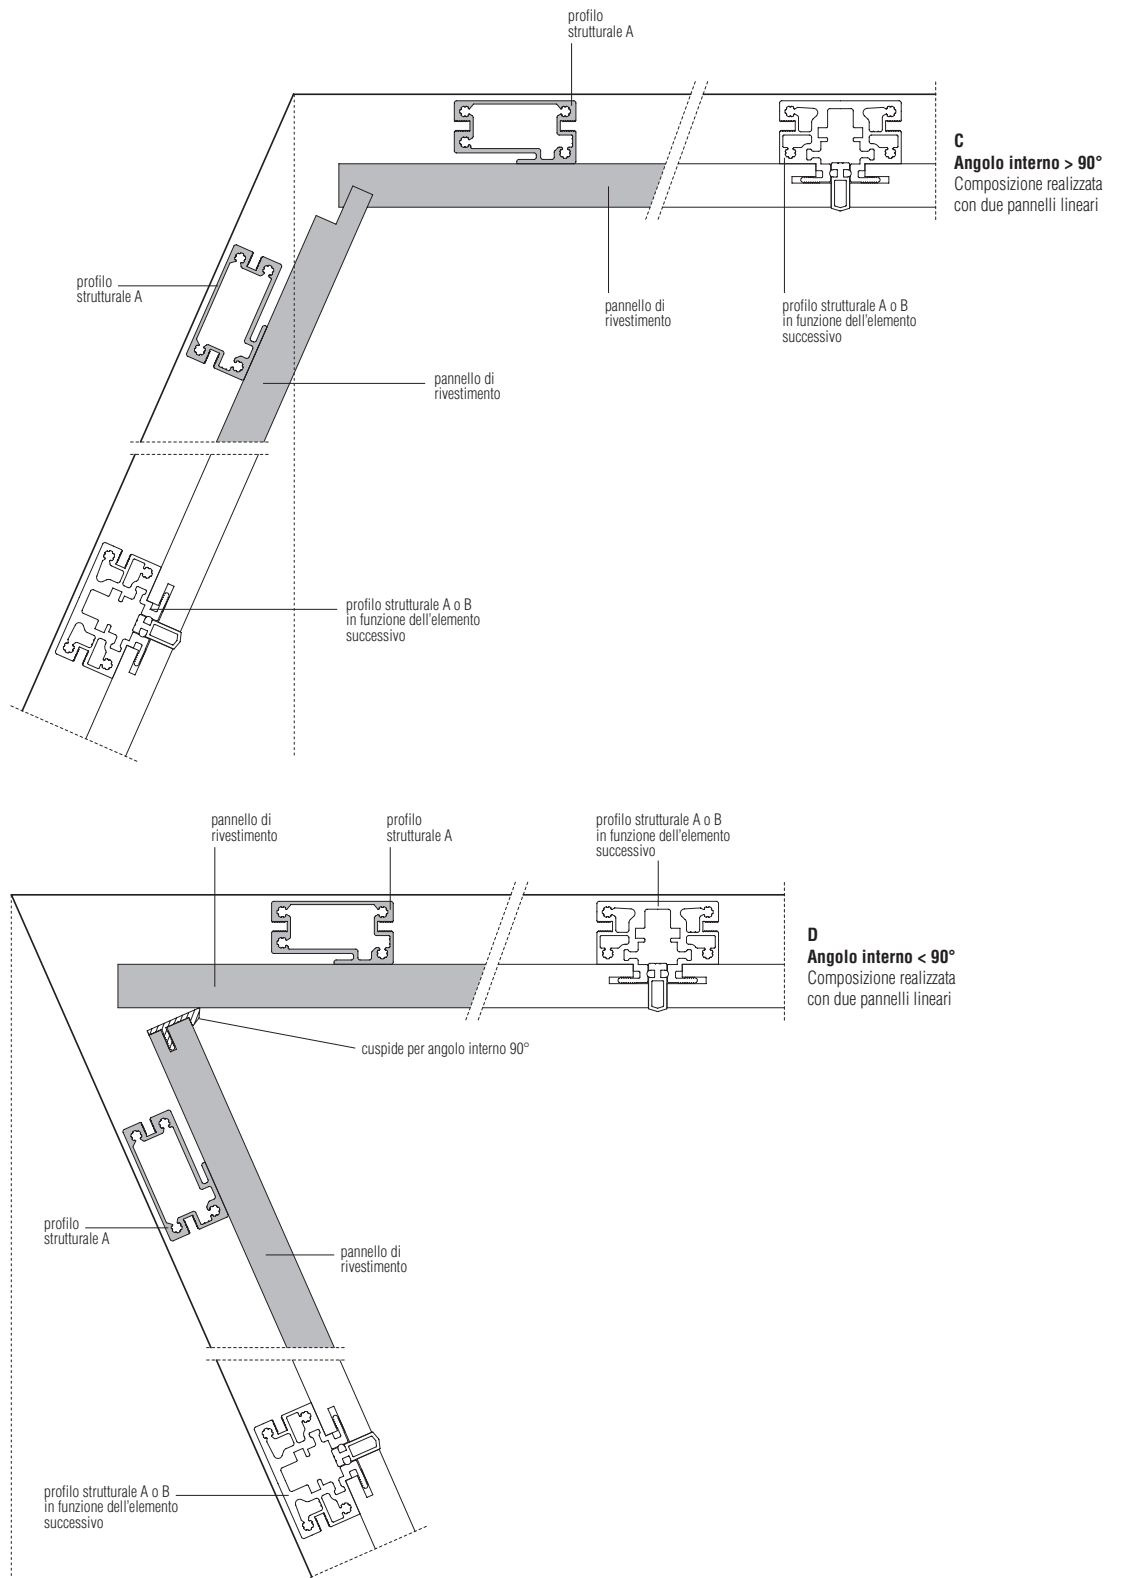 profilo
strutturale A
C
Angolo interno > 90°
Composizione realizzata
con due pannelli lineari
profilo
strutturale A
pannello di
rivestimento
profilo strutturale A o B
in funzione dell'elemento
successivo
pannello di
rivestimento
profilo strutturale A o B
in funzione dell'elemento
successivo
pannello di
rivestimento
profilo
strutturale A
profilo strutturale A o B
in funzione dell'elemento
successivo
D
Angolo interno < 90°
Composizione realizzata
con due pannelli lineari
cuspide per angolo interno 90°
profilo
strutturale A
pannello di
rivestimento
profilo strutturale A o B
in funzione dell'elemento
successivo